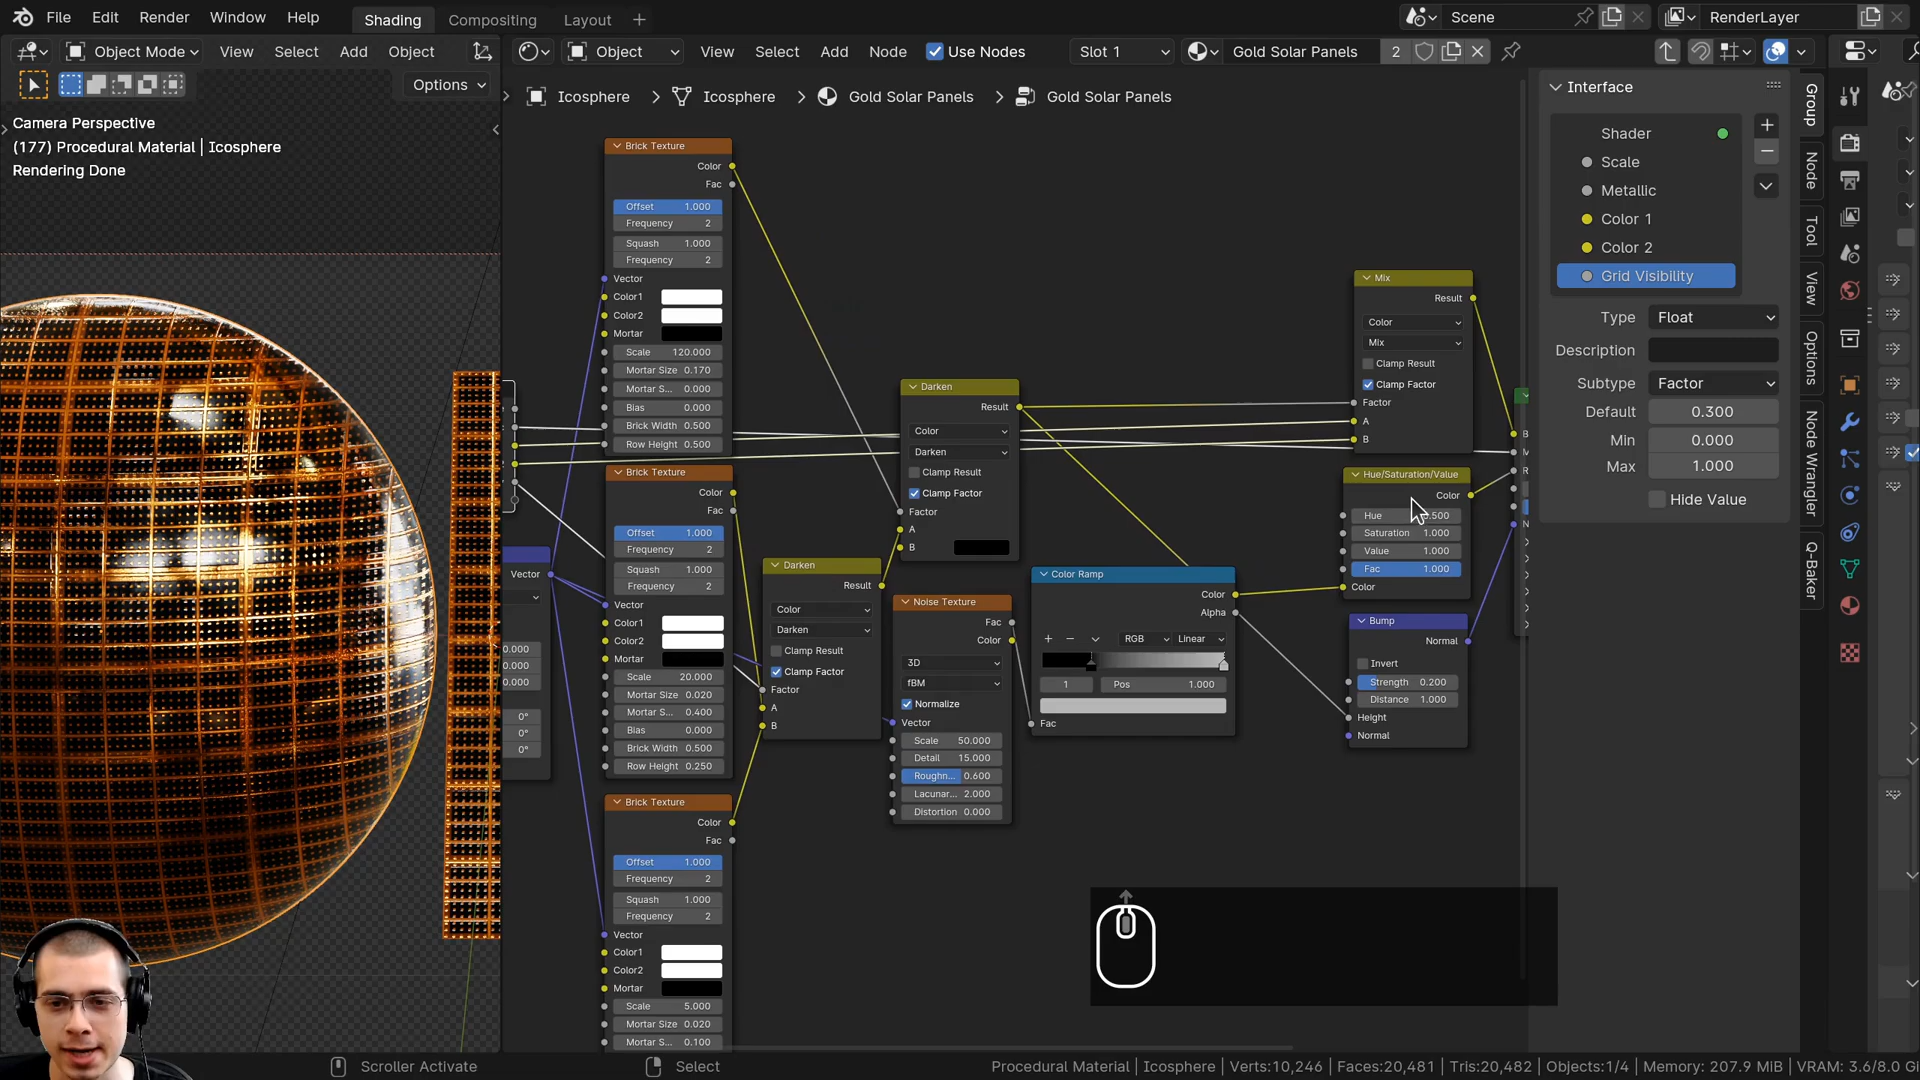 File Edit Render Window Help Shading Compositing Layout Scene RenderLayer
Object Mode View Select Add Object Object View Select Add Node Use Nodes Slot 1 Gold Solar Panels 2
Options
Icosphere Icosphere Gold Solar Panels Gold Solar Panels
Camera Perspective
(177) Procedural Material | Icosphere
Rendering Done
Brick Texture
Color
Fac
Offset 1.000
Frequency 2
Squash 1.000
Frequency 2
Vector
Color1
Color2
Mortar
Scale 120.000
Mortar Size 0.170
Mortar S... 0.000
Bias 0.000
Brick Width 0.500
Row Height 0.500
Brick Texture
Color
Fac
Offset 1.000
Frequency 2
Squash 1.000
Frequency 2
Vector
Color1
Color2
Mortar
Scale 20.000
Mortar Size 0.020
Mortar S... 0.400
Bias 0.000
Brick Width 0.500
Row Height 0.250
Brick Texture
Color
Fac
Offset 1.000
Frequency 2
Squash 1.000
Frequency 2
Vector
Color1
Color2
Mortar
Scale 5.000
Mortar Size 0.020
Mortar S... 0.100
Vector
0.000
0.000
0.000
0°
0°
0°
Darken
Result
Color
Darken
Clamp Result
Clamp Factor
Factor
A
B
Darken
Result
Color
Darken
Clamp Result
Clamp Factor
Factor
A
B
Noise Texture
Fac
Color
3D
fBM
Normalize
Vector
Scale 50.000
Detail 15.000
Roughn... 0.600
Lacunar... 2.000
Distortion 0.000
Color Ramp
Color
Alpha
+ − RGB Linear
1 Pos 1.000
Fac
Mix
Result
Color
Mix
Clamp Result
Clamp Factor
Factor
A
B
Hue/Saturation/Value
Color
Hue .500
Saturation 1.000
Value 1.000
Fac 1.000
Color
Bump
Normal
Invert
Strength 0.200
Distance 1.000
Height
Normal
Interface
Shader
Scale
Metallic
Color 1
Color 2
Grid Visibility
Type Float
Description
Subtype Factor
Default 0.300
Min 0.000
Max 1.000
Hide Value
Group
Node
Tool
View
Options
Node Wrangler
Q-Baker
Scroller Activate Select Procedural Material | Icosphere | Verts:10,246 | Faces:20,481 | Tris:20,482 | Objects:1/4 | Memory: 207.9 MiB | VRAM: 3.6/8.0